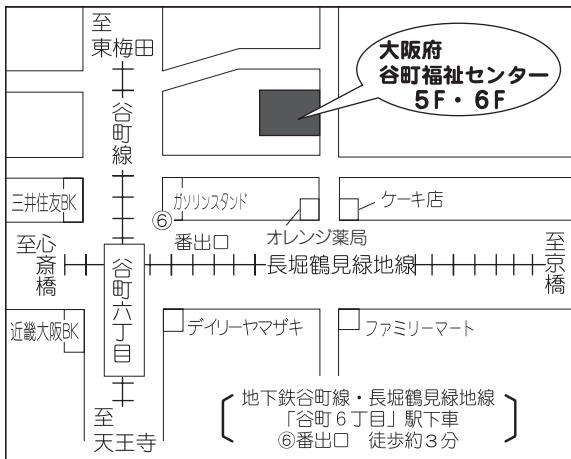 至
東梅田
大阪府
谷町福祉センター
5F・6F
谷町線
三井住友BK
ガソリンスタンド
ケーキ店
⑥
番出口
オレンジ薬局
至心斎橋
谷町六丁目
長堀鶴見緑地線
至京橋
近畿大阪BK
デイリーヤマザキ
ファミリーマート
至
天王寺
地下鉄谷町線・長堀鶴見緑地線
「谷町6丁目」駅下車
⑥番出口 徒歩約3分